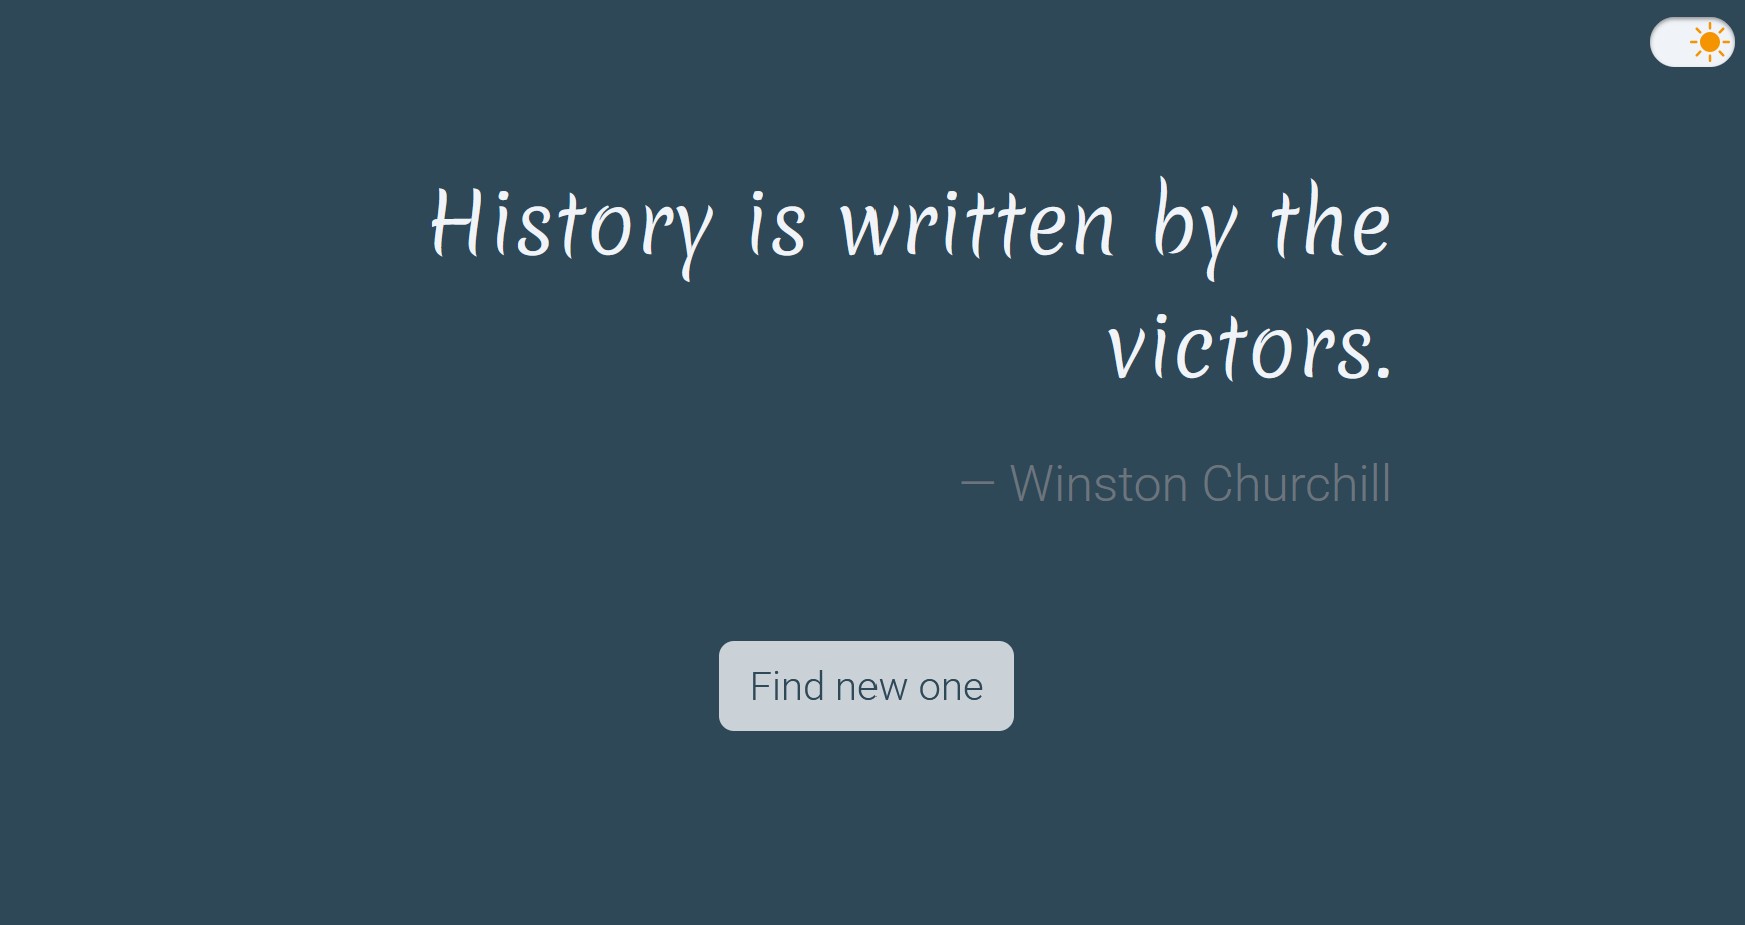 History is written by the
victors.
— Winston Churchill
Find new one